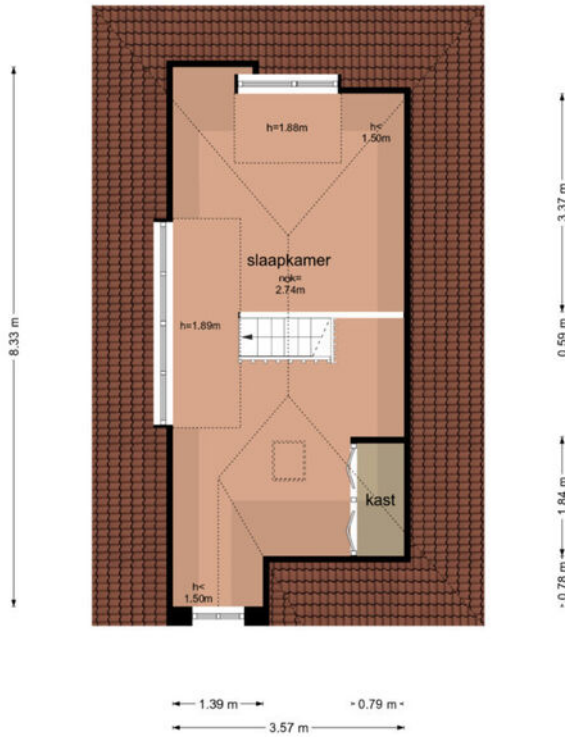 h=1.88m
h<
1.50m
slaapkamer
nok=
2.74m
h=1.89m
kast
h<
1.50m
8.33 m
3.37 m
0.59 m
1.84 m
0.78 m
1.39 m
0.79 m
3.57 m